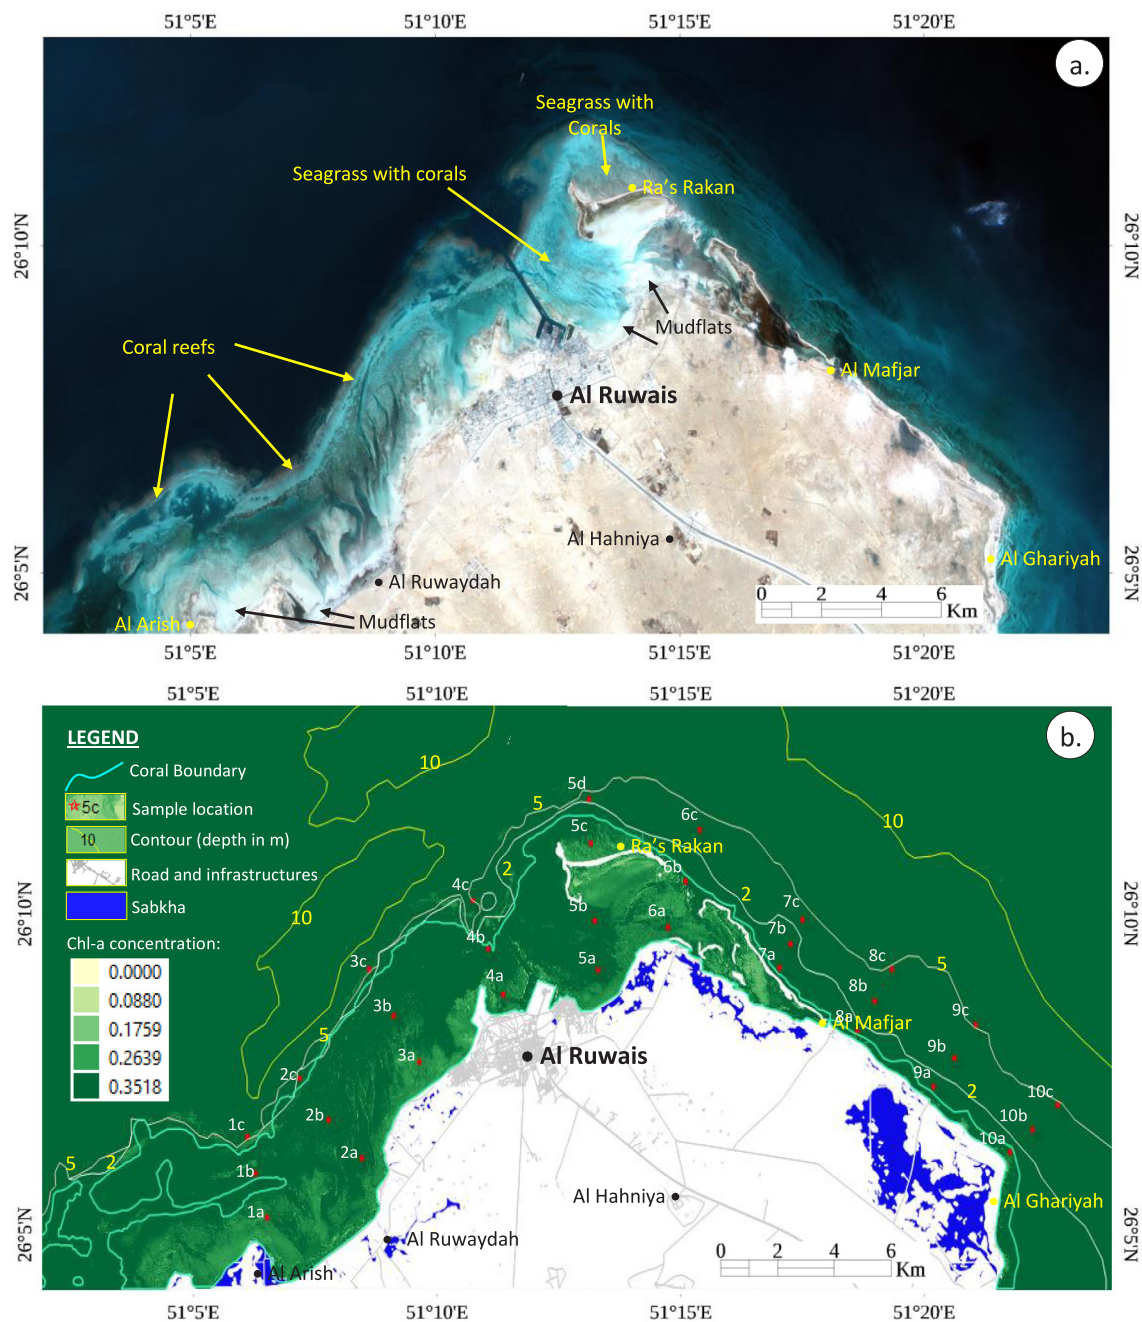 51°5'E 51°10'E 51°15'E 51°20'E
a.
Seagrass with
Corals
Seagrass with corals
Ra's Rakan
26°10'N
26°10'N
Mudflats
Coral reefs
Al Mafjar
Al Ruwais
Al Hahniya
Al Ghariyah
26°5'N
26°5'N
Al Ruwaydah
0 2 4 6
Km
Al Arish
Mudflats
51°5'E 51°10'E 51°15'E 51°20'E
51°5'E 51°10'E 51°15'E 51°20'E
b.
LEGEND
Coral Boundary
5c Sample location
10 Contour (depth in m)
Road and infrastructures
Sabkha
Chl-a concentration:
0.0000
0.0880
0.1759
0.2639
0.3518
10
5d
5
6c
10
5c
Ra's Rakan
2
6b
4c
2
26°10'N
26°10'N
10
5b
6a
7c
7b
4b
3c
5a
7a
8c
5
4a
8b
3b
9c
8a
Al Mafjar
5
3a
Al Ruwais
9b
2c
9a
2
10c
1c
2b
10b
10a
5
2
2a
1b
Al Hahniya
Al Ghariyah
1a
26°5'N
26°5'N
Al Ruwaydah
0 2 4 6
Km
Al Arish
51°5'E 51°10'E 51°15'E 51°20'E